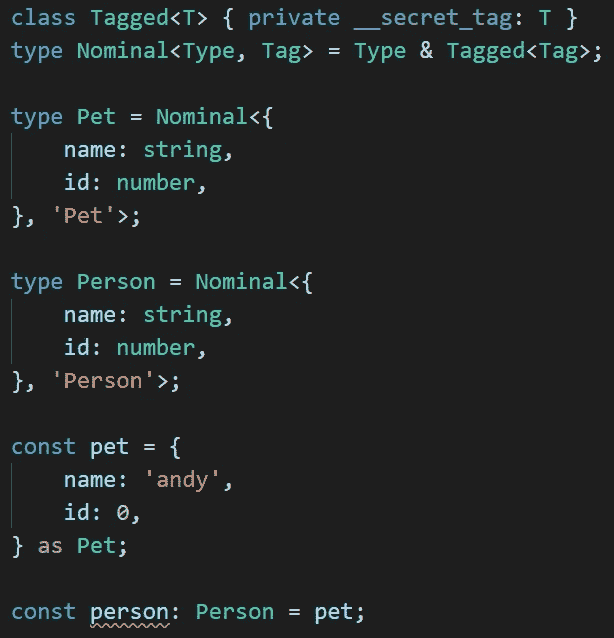 class Tagged<T> { private __secret_tag: T }
type Nominal<Type, Tag> = Type & Tagged<Tag>;

type Pet = Nominal<{
    name: string,
    id: number,
}, 'Pet'>;

type Person = Nominal<{
    name: string,
    id: number,
}, 'Person'>;

const pet = {
    name: 'andy',
    id: 0,
} as Pet;

const person: Person = pet;